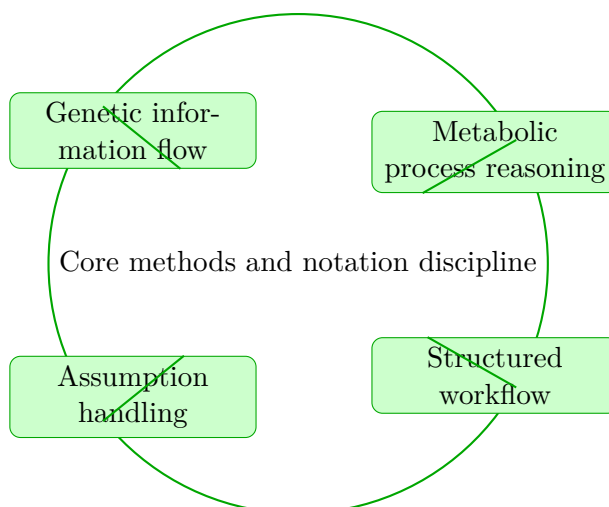 Genetic infor-
mation flow
Metabolic
process reasoning
Core methods and notation discipline
Assumption
handling
Structured
workflow